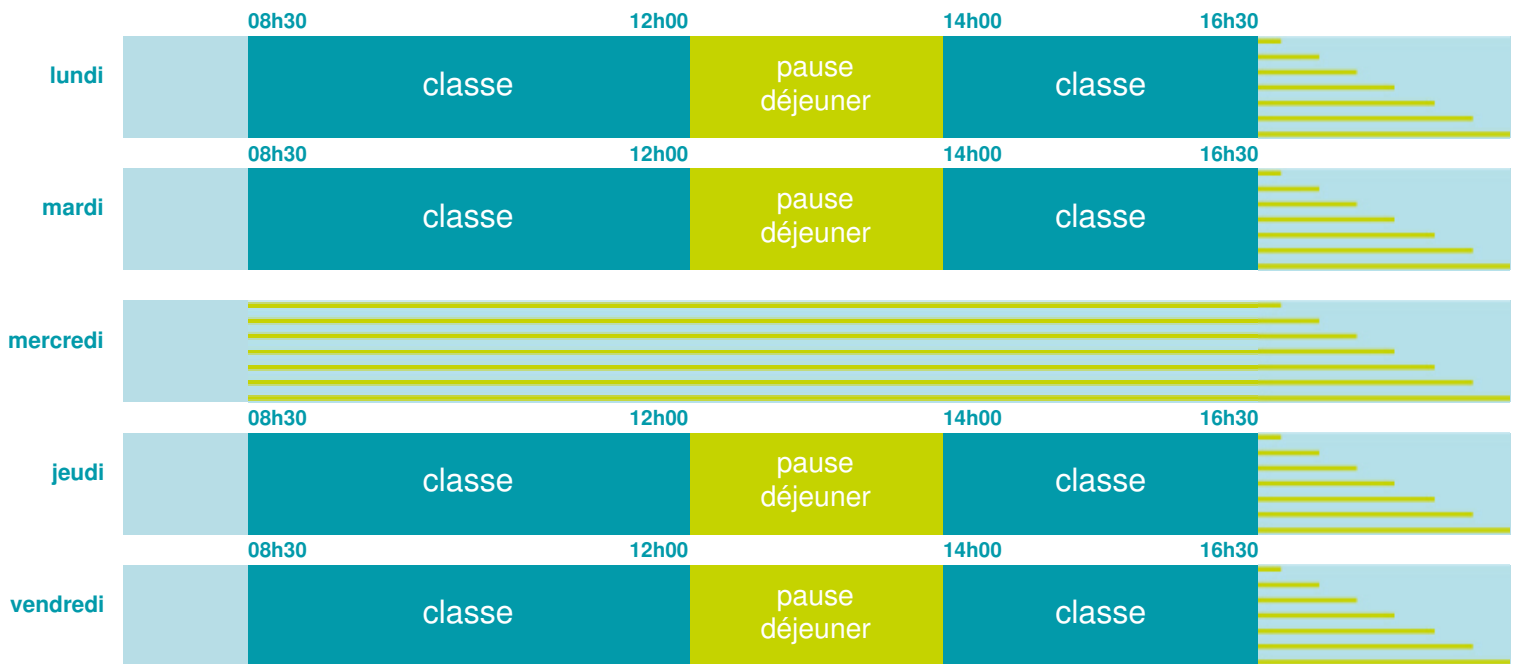 08h30 12h00 14h00 16h30
lundi classe pause déjeuner classe
08h30 12h00 14h00 16h30
mardi classe pause déjeuner classe
mercredi
08h30 12h00 14h00 16h30
jeudi classe pause déjeuner classe
08h30 12h00 14h00 16h30
vendredi classe pause déjeuner classe